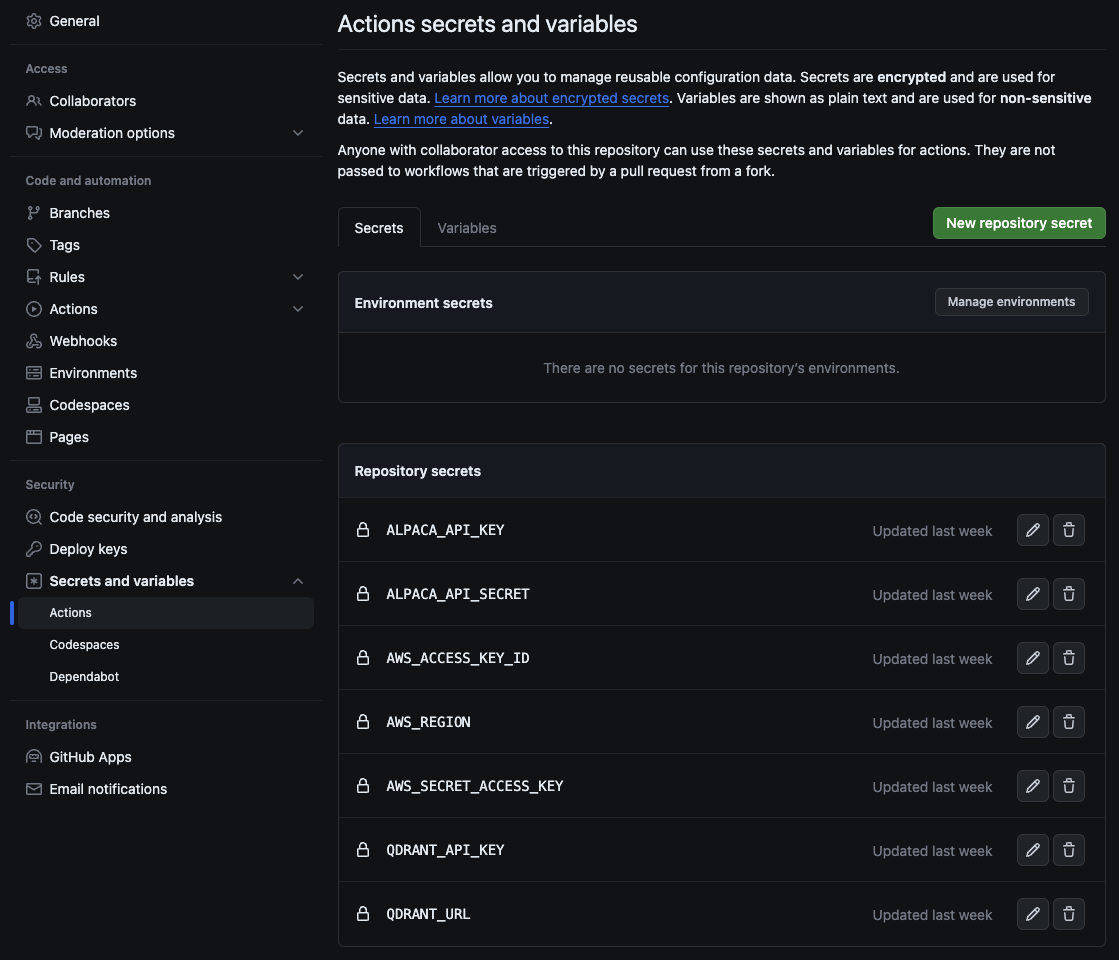 General
Access
Collaborators
Moderation options
Code and automation
Branches
Tags
Rules
Actions
Webhooks
Environments
Codespaces
Pages
Security
Code security and analysis
Deploy keys
Secrets and variables
Actions
Codespaces
Dependabot
Integrations
GitHub Apps
Email notifications
Actions secrets and variables
Secrets and variables allow you to manage reusable configuration data. Secrets are encrypted and are used for
sensitive data. Learn more about encrypted secrets. Variables are shown as plain text and are used for non-sensitive
data. Learn more about variables.
Anyone with collaborator access to this repository can use these secrets and variables for actions. They are not
passed to workflows that are triggered by a pull request from a fork.
Secrets Variables New repository secret
Environment secrets Manage environments
There are no secrets for this repository's environments.
Repository secrets
ALPACA_API_KEY Updated last week
ALPACA_API_SECRET Updated last week
AWS_ACCESS_KEY_ID Updated last week
AWS_REGION Updated last week
AWS_SECRET_ACCESS_KEY Updated last week
QDRANT_API_KEY Updated last week
QDRANT_URL Updated last week